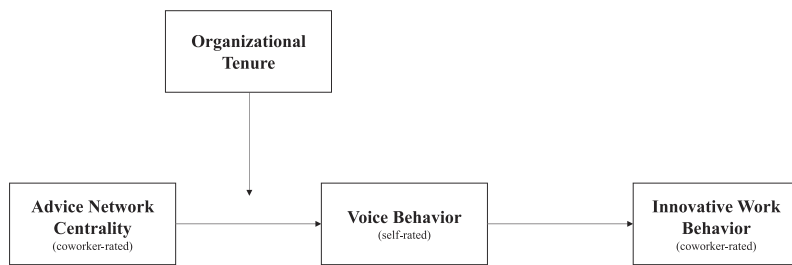 Organizational
Tenure
Advice Network
Centrality
(coworker-rated)
Voice Behavior
(self-rated)
Innovative Work
Behavior
(coworker-rated)